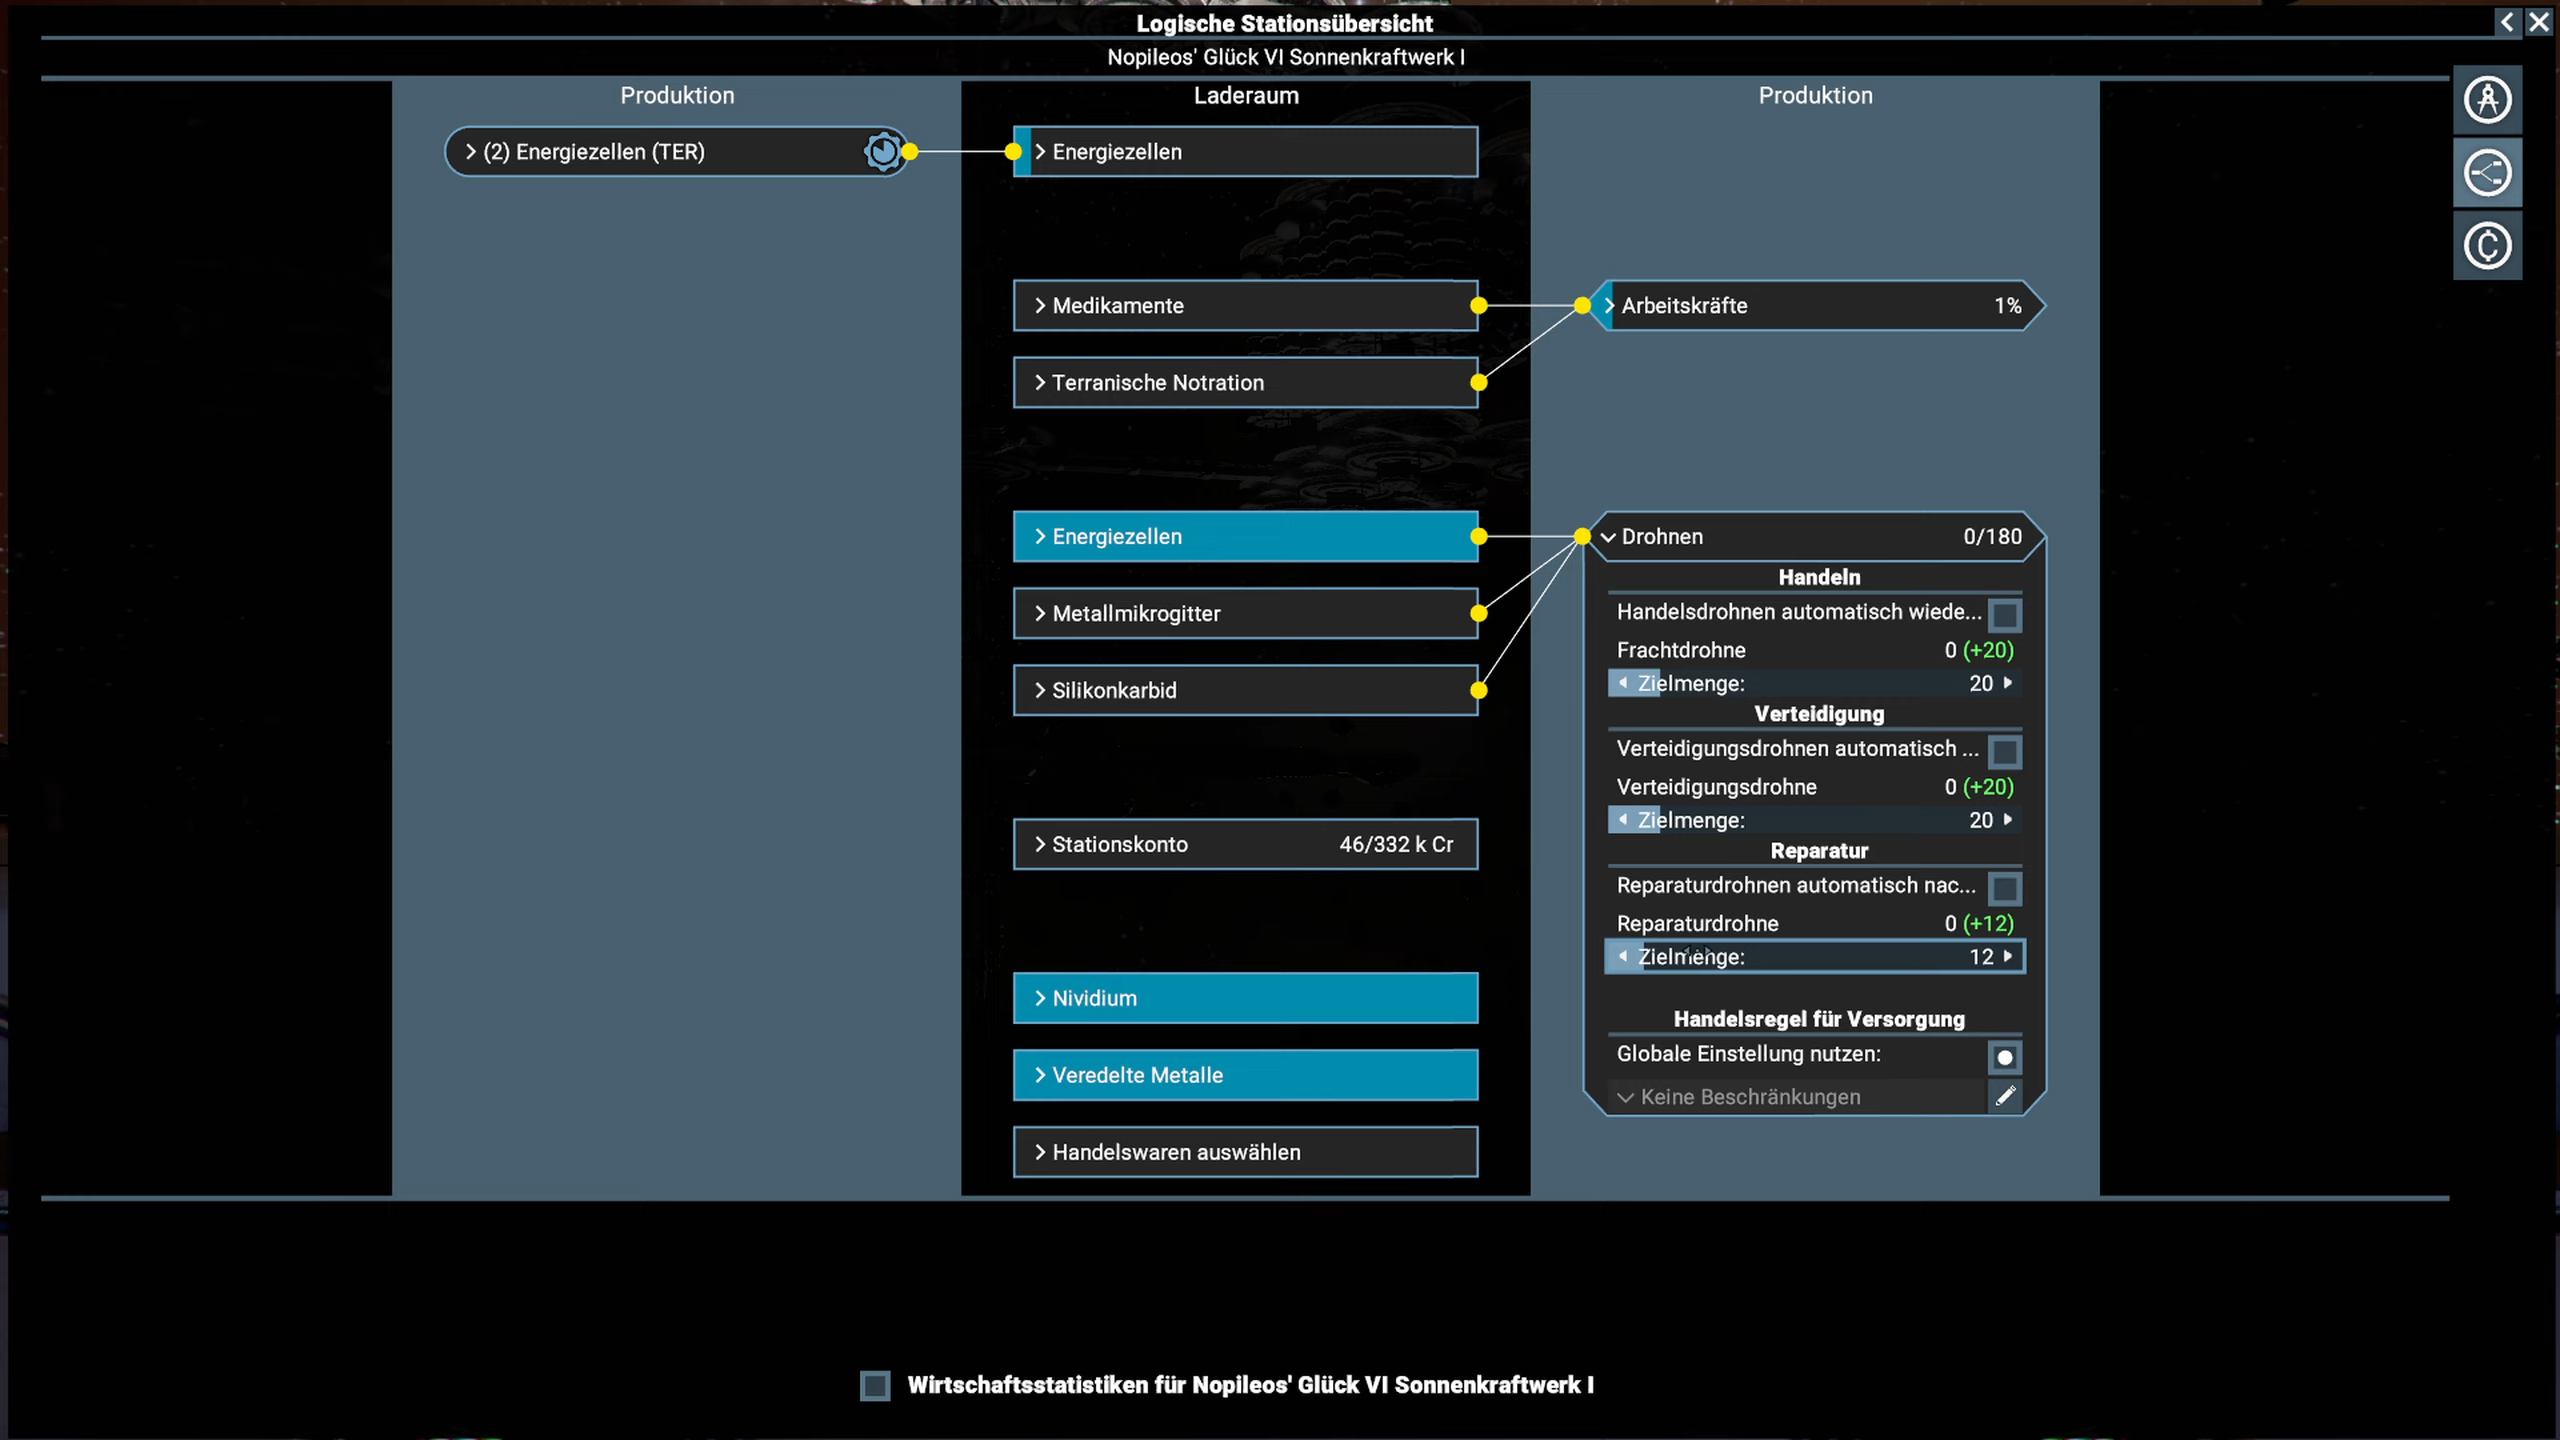 Logische Stationsübersicht
Nopileos' Glück VI Sonnenkraftwerk I
Produktion
Laderaum
Produktion
(2) Energiezellen (TER)
Energiezellen
Medikamente
Arbeitskräfte 1%
Terranische Notration
Energiezellen
Drohnen 0/180
Handeln
Handelsdrohnen automatisch wiede...
Metallmikrogitter
Frachtdrohne 0 (+20)
Zielmenge: 20
Silikonkarbid
Verteidigung
Verteidigungsdrohnen automatisch ...
Verteidigungsdrohne 0 (+20)
Zielmenge: 20
Stationskonto 46/332 k Cr
Reparatur
Reparaturdrohnen automatisch nac...
Reparaturdrohne 0 (+12)
Zielmenge: 12
Nividium
Handelsregel für Versorgung
Globale Einstellung nutzen:
Veredelte Metalle
Keine Beschränkungen
Handelswaren auswählen
Wirtschaftsstatistiken für Nopileos' Glück VI Sonnenkraftwerk I